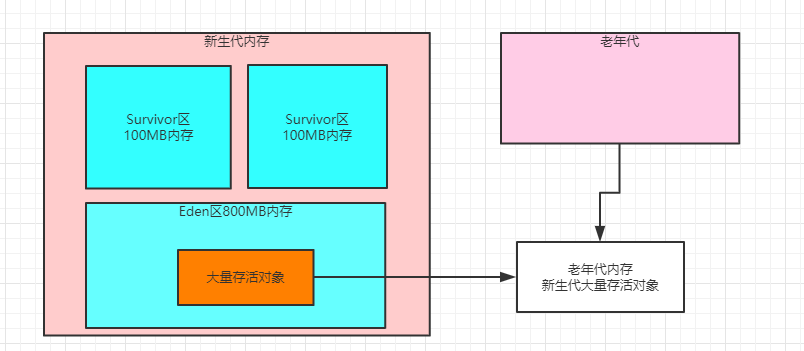 新生代内存
Survivor区
100MB内存
Survivor区
100MB内存
Eden区800MB内存
大量存活对象
老年代
老年代内存
新生代大量存活对象